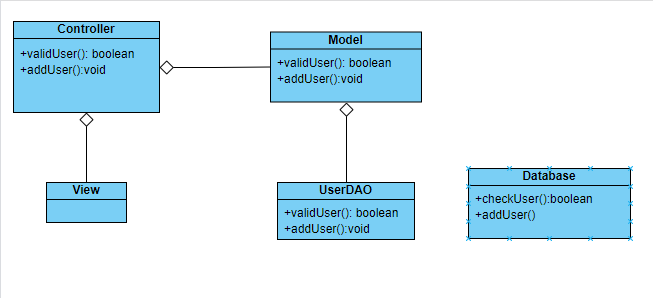 Controller
+validUser(): boolean
+addUser():void
Model
+validUser(): boolean
+addUser():void
View
UserDAO
+validUser(): boolean
+addUser():void
Database
+checkUser():boolean
+addUser()